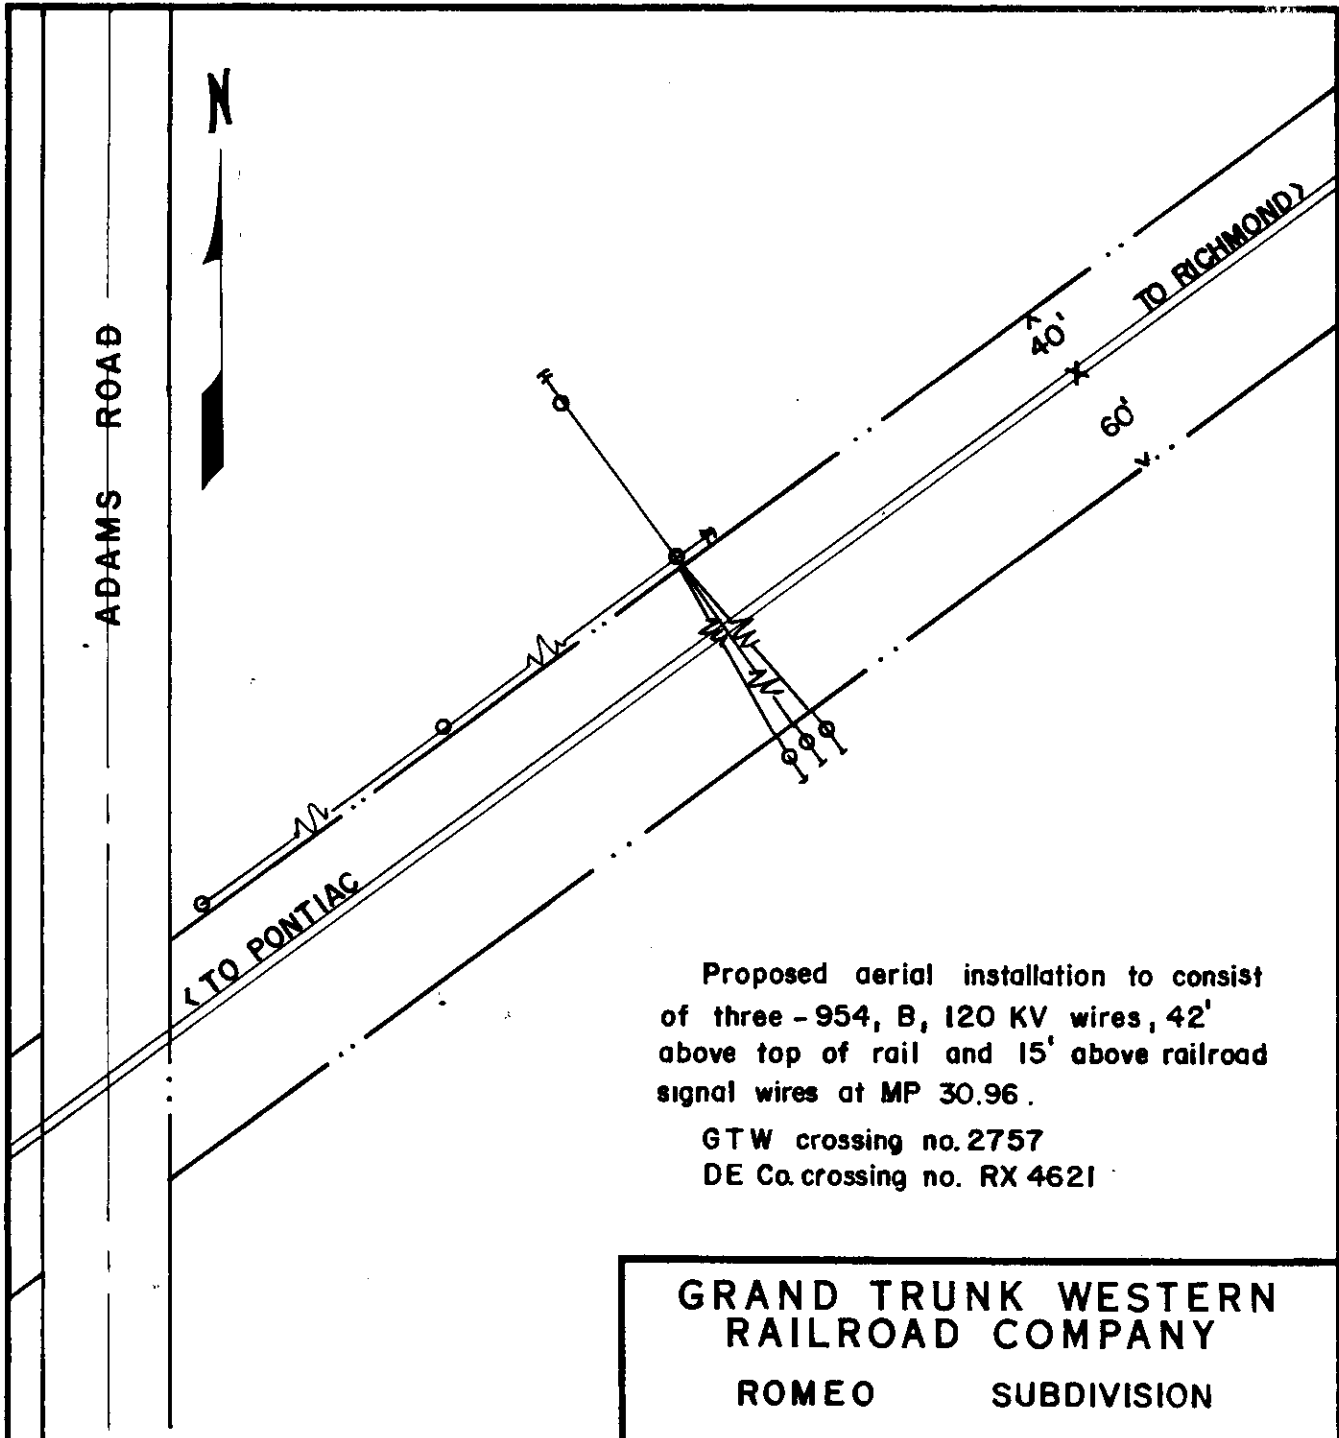 N
ADAMS ROAD
TO RICHMOND>
40'
60'
<TO PONTIAC
Proposed aerial installation to consist
of three - 954, B, 120 KV wires, 42'
above top of rail and 15' above railroad
signal wires at MP 30.96.
GTW crossing no. 2757
DE Co. crossing no. RX 4621
GRAND TRUNK WESTERN
RAILROAD COMPANY
ROMEO SUBDIVISION